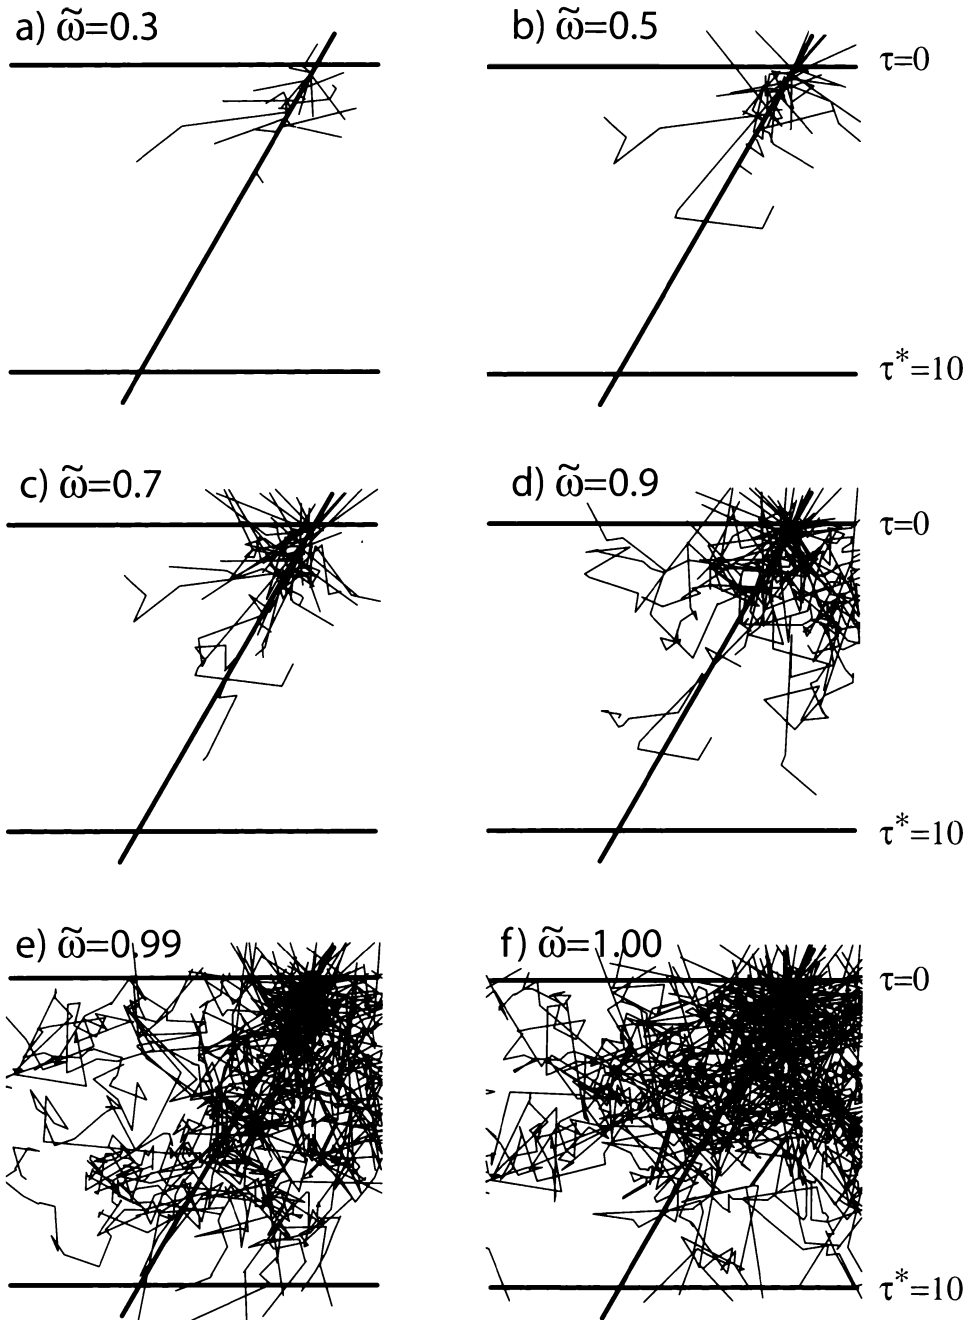 a) ω̃=0.3
b) ω̃=0.5
τ=0
τ*=10
c) ω̃=0.7
d) ω̃=0.9
τ=0
τ*=10
e) ω̃=0.99
f) ω̃=1.00
τ=0
τ*=10